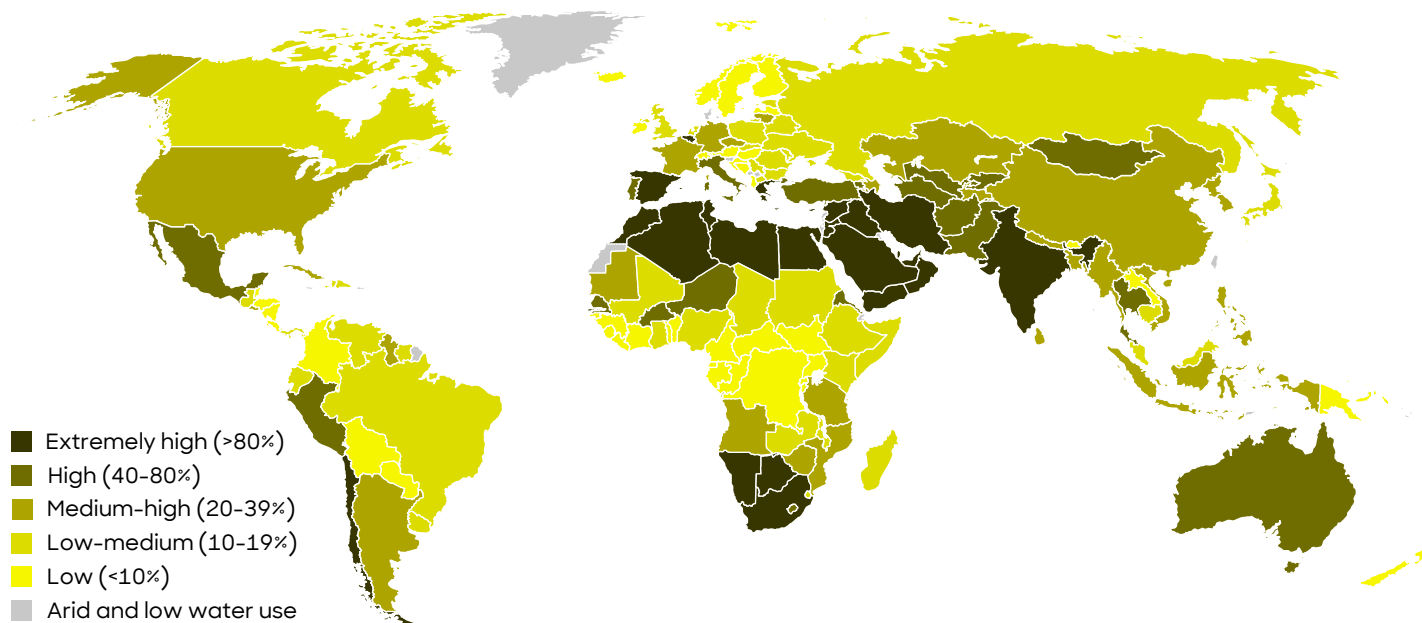 Extremely high (>80%)
High (40-80%)
Medium-high (20-39%)
Low-medium (10-19%)
Low (<10%)
Arid and low water use